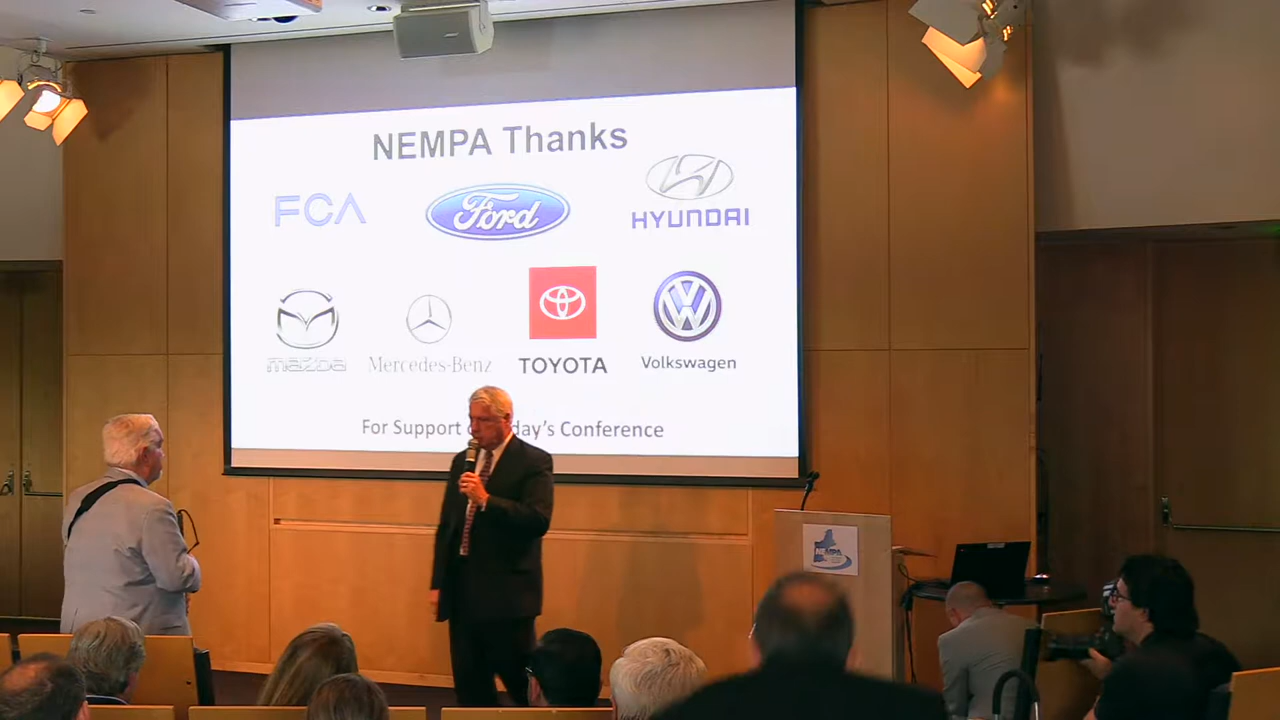 NEMPA Thanks
FCA
Ford
HYUNDAI
mazda
Mercedes-Benz
TOYOTA
Volkswagen
For Support day's Conference